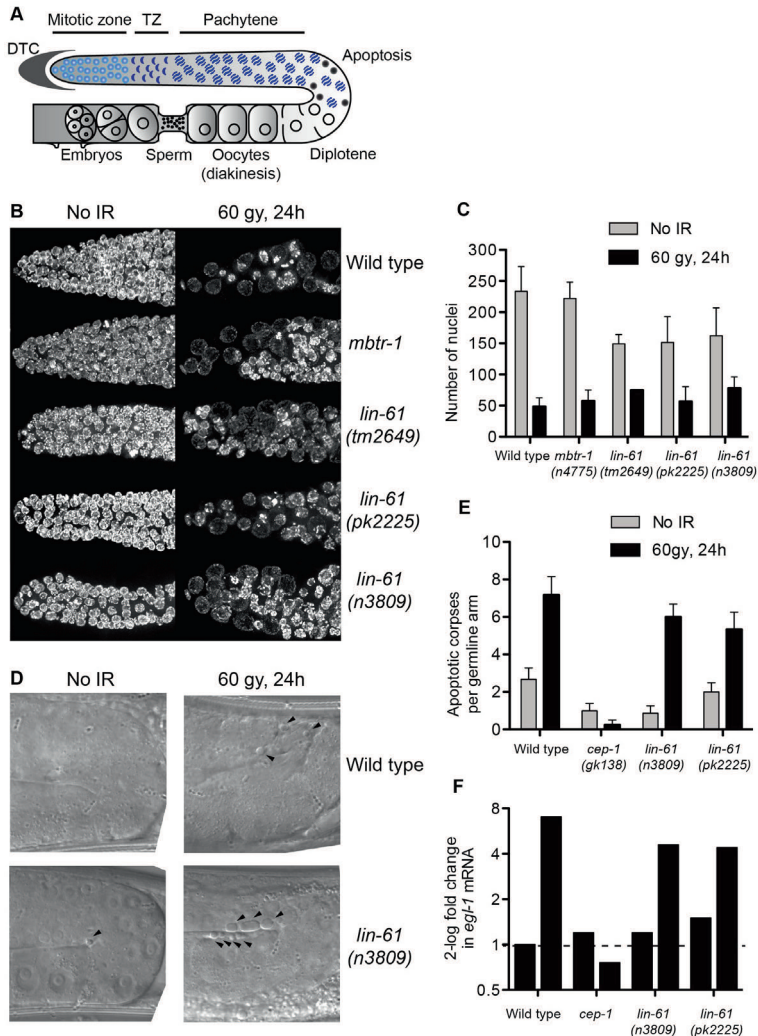 A
Mitotic zone TZ Pachytene
DTC
Apoptosis
Embryos Sperm Oocytes (diakinesis) Diplotene
B
No IR 60 gy, 24h
Wild type
mbtr-1
lin-61
(tm2649)
lin-61
(pk2225)
lin-61
(n3809)
C
No IR
60 gy, 24h
Number of nuclei
300
250
200
150
100
50
0
Wild type mbtr-1 lin-61 lin-61 lin-61
(n4775) (tm2649) (pk2225) (n3809)
D
No IR 60 gy, 24h
Wild type
lin-61
(n3809)
E
No IR
60gy, 24h
Apoptotic corpses
per germline arm
10
8
6
4
2
0
Wild type cep-1 lin-61 lin-61
(gk138) (n3809) (pk2225)
F
2-log fold change
in egl-1 mRNA
8
4
2
1
0.5
Wild type cep-1 lin-61 lin-61
(n3809) (pk2225)